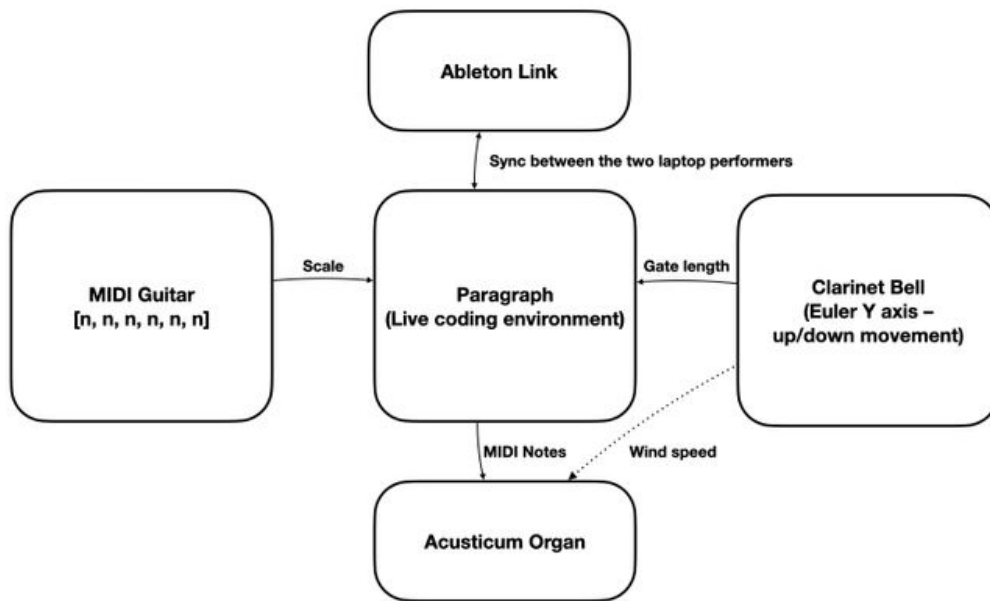 Ableton Link
Sync between the two laptop performers
MIDI Guitar
[n, n, n, n, n, n]
Scale
Paragraph
(Live coding environment)
Gate length
Clarinet Bell
(Euler Y axis –
up/down movement)
MIDI Notes
Wind speed
Acusticum Organ